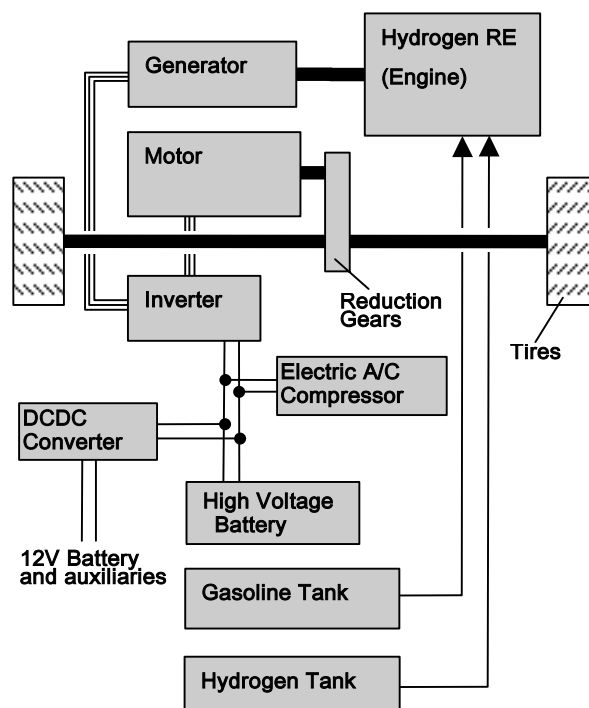 Hydrogen RE
(Engine)
Generator
Motor
Inverter
Reduction
Gears
Tires
Electric A/C
Compressor
DCDC
Converter
High Voltage
Battery
12V Battery
and auxiliaries
Gasoline Tank
Hydrogen Tank